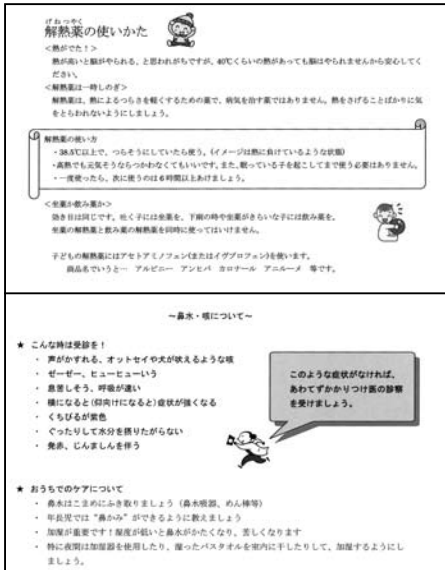 げねつやく
解熱薬の使いかた
＜熱がでた！＞
熱が高いと脳がやられる、と思われがちですが、40℃くらいの熱があっても脳はやられませんから安心してく
ださい。
＜解熱薬は一時しのぎ＞
解熱薬は、熱によるつらさを軽くするための薬で、病気を治す薬ではありません。熱をさげることばかりに気
をとられないようにしましょう。
解熱薬の使い方
・38.5℃以上で、つらそうにしていたら使う。(イメージは熱に負けているような状態)
・高熱でも元気そうならつかわなくてもいいです。また、眠っている子を起こしてまで使う必要はありません。
・一度使ったら、次に使うのは6時間以上あけましょう。
＜坐薬か飲み薬か＞
効き目は同じです。吐く子には坐薬を、下痢の時や坐薬がきらいな子には飲み薬を。
坐薬の解熱薬と飲み薬の解熱薬を同時に使ってはいけません。
子どもの解熱薬にはアセトアミノフェン(またはイヴプロフェン)を使います。
商品名でいうと… アルピニー アンヒバ カロナール アニルーメ 等です。
～鼻水・咳について～
★ こんな時は受診を！
・ 声がかすれる、オットセイや犬が吠えるような咳
・ ゼーゼー、ヒューヒューいう
・ 息苦しそう、呼吸が速い
・ 横になると(仰向けになると)症状が強くなる
・ くちびるが紫色
・ ぐったりして水分を摂りたがらない
・ 発赤、じんましんを伴う
このような症状がなければ、
あわてずかかりつけ医の診察
を受けましょう。
★ おうちでのケアについて
・ 鼻水はこまめにふき取りましょう（鼻水吸器、めん棒等）
・ 年長児では“鼻かみ”ができるように教えましょう
・ 加湿が重要です！湿度が低いと鼻水がかたくなり、苦しくなります
・ 特に夜間は加湿器を使用したり、湿ったバスタオルを室内に干したりして、加湿するようにし
ましょう。